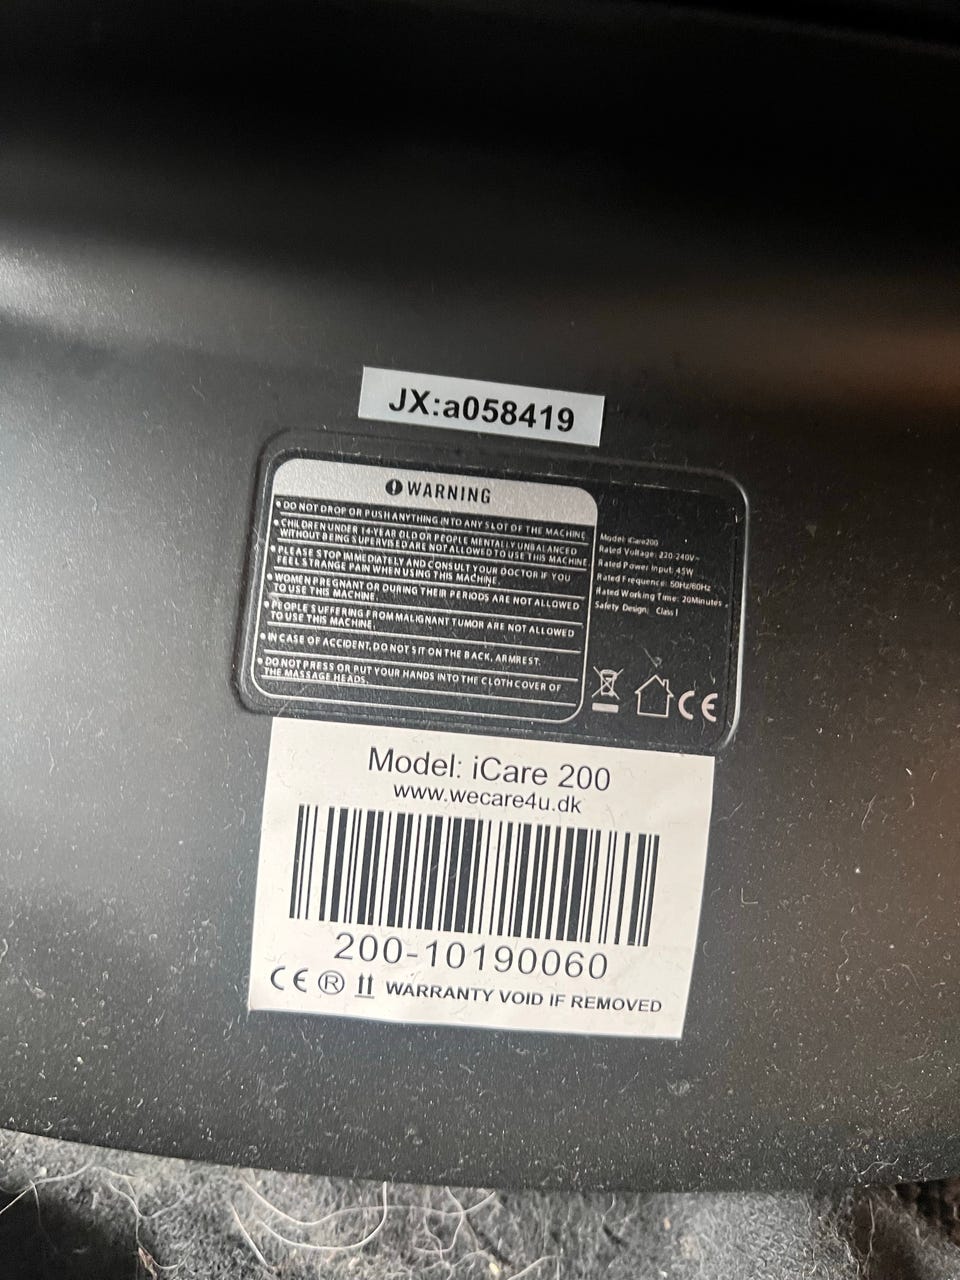 JX:a058419
WARNING
• DO NOT DROP OR PUSH ANYTHING INTO ANY SLOT OF THE MACHINE
• CHILDREN UNDER 14-YEAR OLD OR PEOPLE MENTALLY UNBALANCED
WITHOUT BEING SUPERVISED ARE NOT ALLOWED TO USE THIS MACHINE
• PLEASE STOP IMMEDIATELY AND CONSULT YOUR DOCTOR IF YOU
FEEL STRANGE PAIN WHEN USING THIS MACHINE.
• WOMEN PREGNANT OR DURING THEIR PERIODS ARE NOT ALLOWED
TO USE THIS MACHINE.
• PEOPLE SUFFERING FROM MALIGNANT TUMOR ARE NOT ALLOWED
TO USE THIS MACHINE.
• IN CASE OF ACCIDENT, DO NOT SIT ON THE BACK, ARMREST.
• DO NOT PRESS OR PUT YOUR HANDS INTO THE CLOTH COVER OF
THE MASSAGE HEADS.
Model: iCare200
Rated Voltage: 220-240V~
Rated Power Input: 45W
Rated Frequence: 50Hz/60Hz
Rated Working Time: 20Minutes
Safety Design: Class I
CE
Model: iCare 200
www.wecare4u.dk
200-10190060
CE ® WARRANTY VOID IF REMOVED